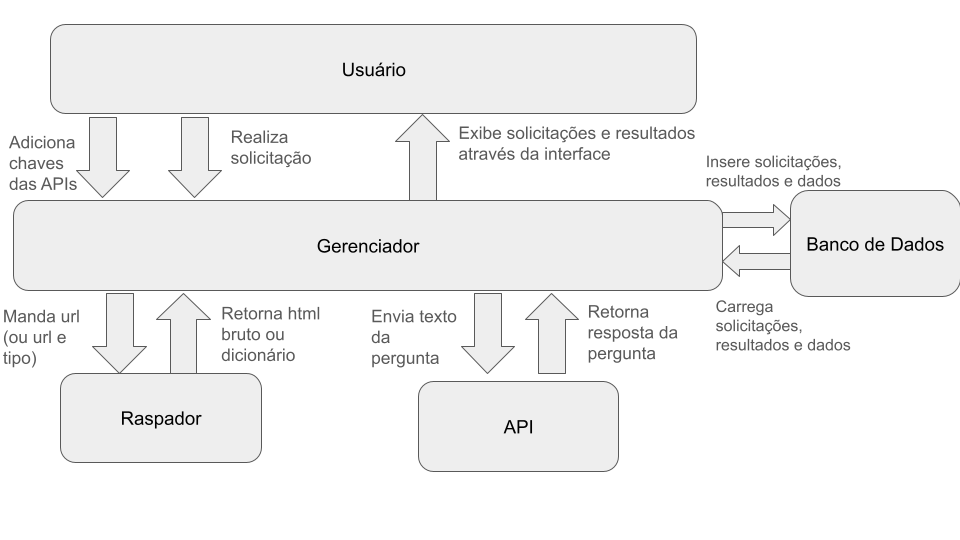 Usuário
Adiciona
chaves
das APIs
Realiza
solicitação
Exibe solicitações e resultados
através da interface
Insere solicitações,
resultados e dados
Gerenciador
Banco de Dados
Carrega
solicitações,
resultados e dados
Manda url
(ou url e
tipo)
Retorna html
bruto ou
dicionário
Envia texto
da
pergunta
Retorna
resposta da
pergunta
Raspador
API